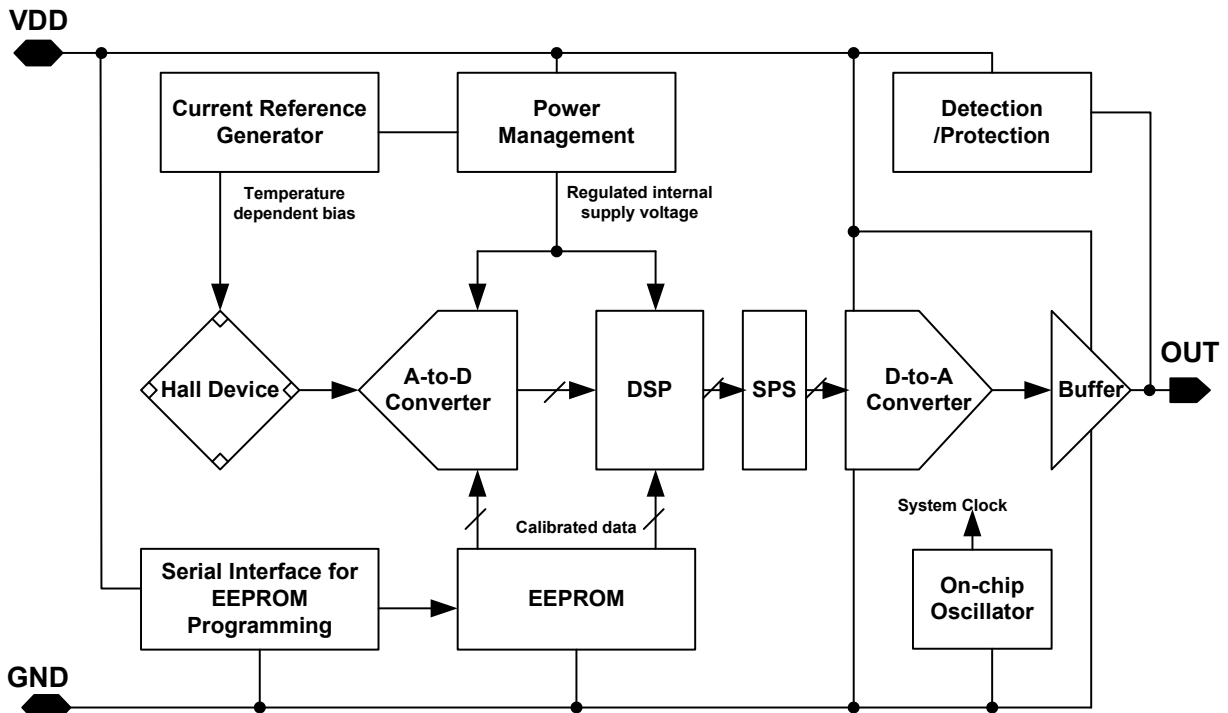 VDD
Current Reference
Generator
Power
Management
Detection
/Protection
Temperature
dependent bias
Regulated internal
supply voltage
Hall Device
A-to-D
Converter
DSP
SPS
D-to-A
Converter
Buffer
OUT
System Clock
Calibrated data
Serial Interface for
EEPROM
Programming
EEPROM
On-chip
Oscillator
GND